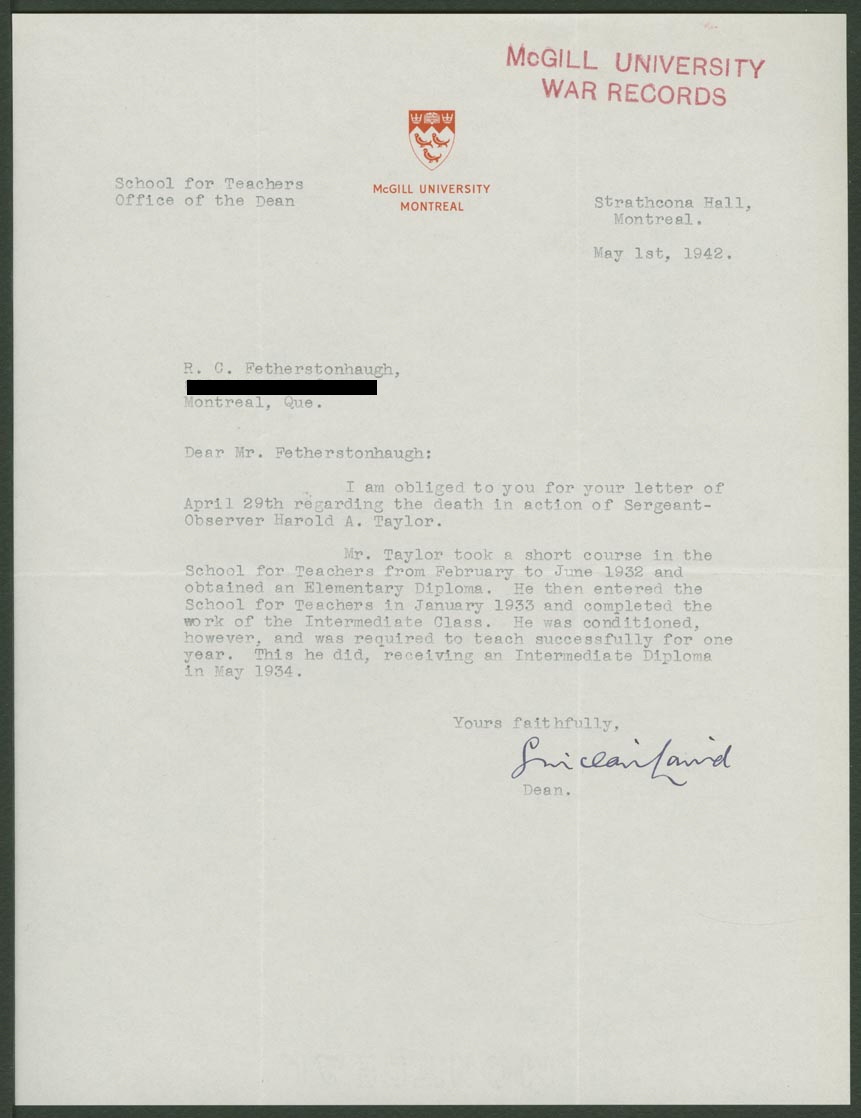 McGILL UNIVERSITY
WAR RECORDS
School for Teachers
Office of the Dean
McGILL UNIVERSITY
MONTREAL
Strathcona Hall,
Montreal.
May 1st, 1942.
R. C. Fetherstonhaugh,
Montreal, Que.
Dear Mr. Fetherstonhaugh:
I am obliged to you for your letter of
April 29th regarding the death in action of Sergeant-
Observer Harold A. Taylor.
Mr. Taylor took a short course in the
School for Teachers from February to June 1932 and
obtained an Elementary Diploma. He then entered the
School for Teachers in January 1933 and completed the
work of the Intermediate Class. He was conditioned,
however, and was required to teach successfully for one
year. This he did, receiving an Intermediate Diploma
in May 1934.
Yours faithfully,
Sinclair Laird
Dean.